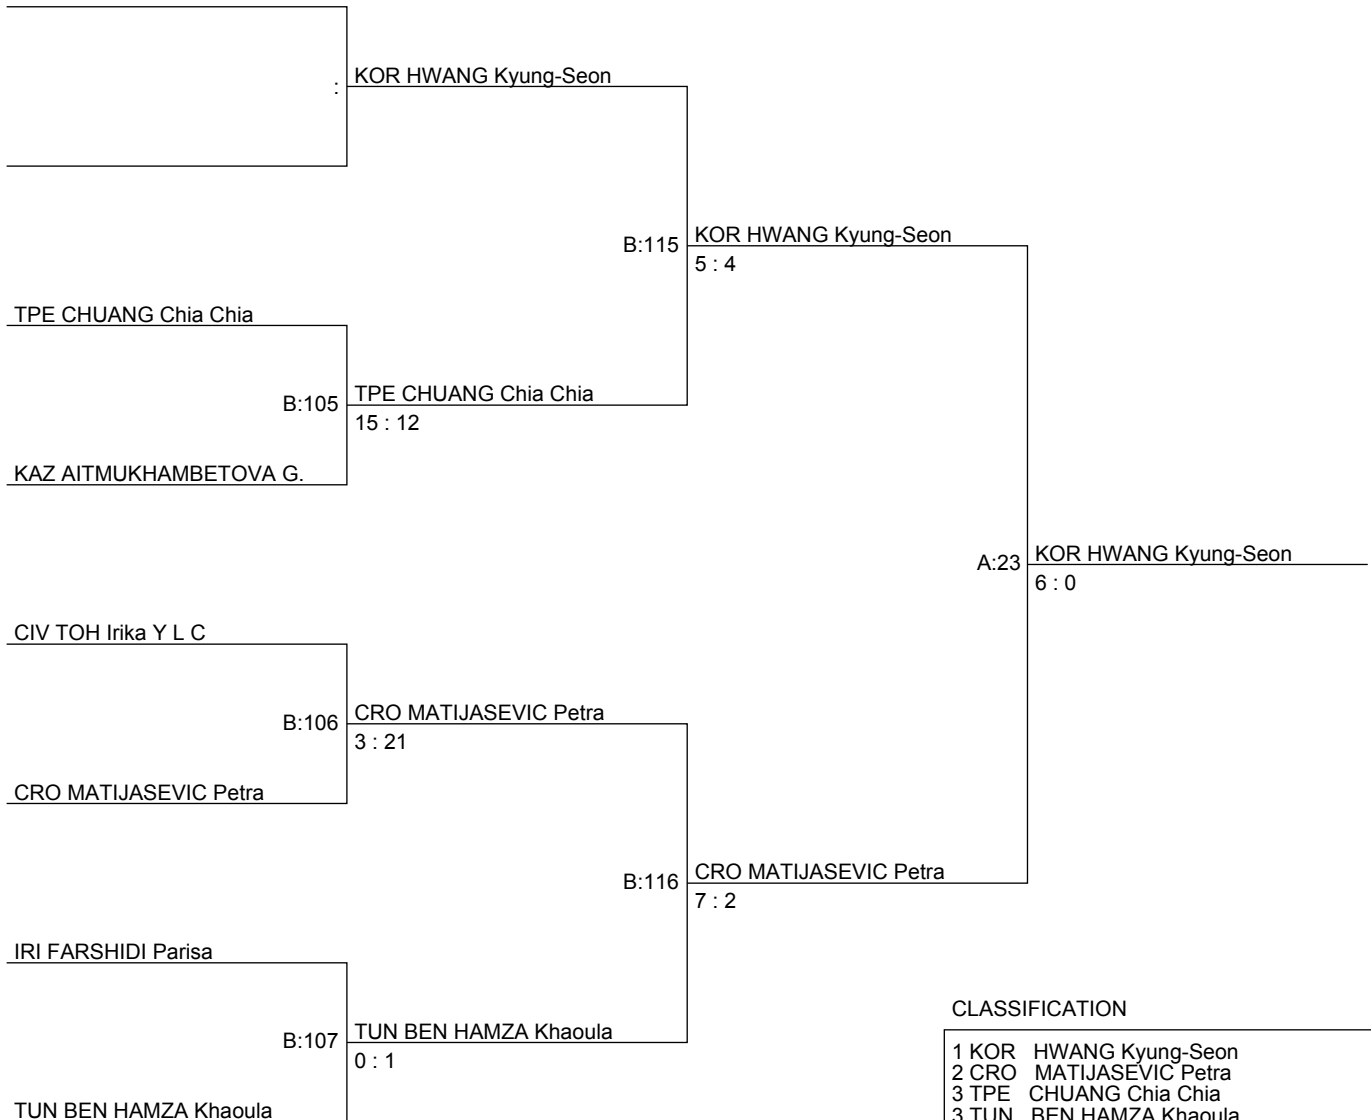 KOR HWANG Kyung-Seon
:
B:115
KOR HWANG Kyung-Seon
5 : 4
TPE CHUANG Chia Chia
B:105
TPE CHUANG Chia Chia
15 : 12
KAZ AITMUKHAMBETOVA G.
A:23
KOR HWANG Kyung-Seon
6 : 0
CIV TOH Irika Y L C
B:106
CRO MATIJASEVIC Petra
3 : 21
CRO MATIJASEVIC Petra
B:116
CRO MATIJASEVIC Petra
7 : 2
IRI FARSHIDI Parisa
B:107
TUN BEN HAMZA Khaoula
0 : 1
TUN BEN HAMZA Khaoula
CLASSIFICATION
1 KOR HWANG Kyung-Seon
2 CRO MATIJASEVIC Petra
3 TPE CHUANG Chia Chia
3 TUN BEN HAMZA Khaoula